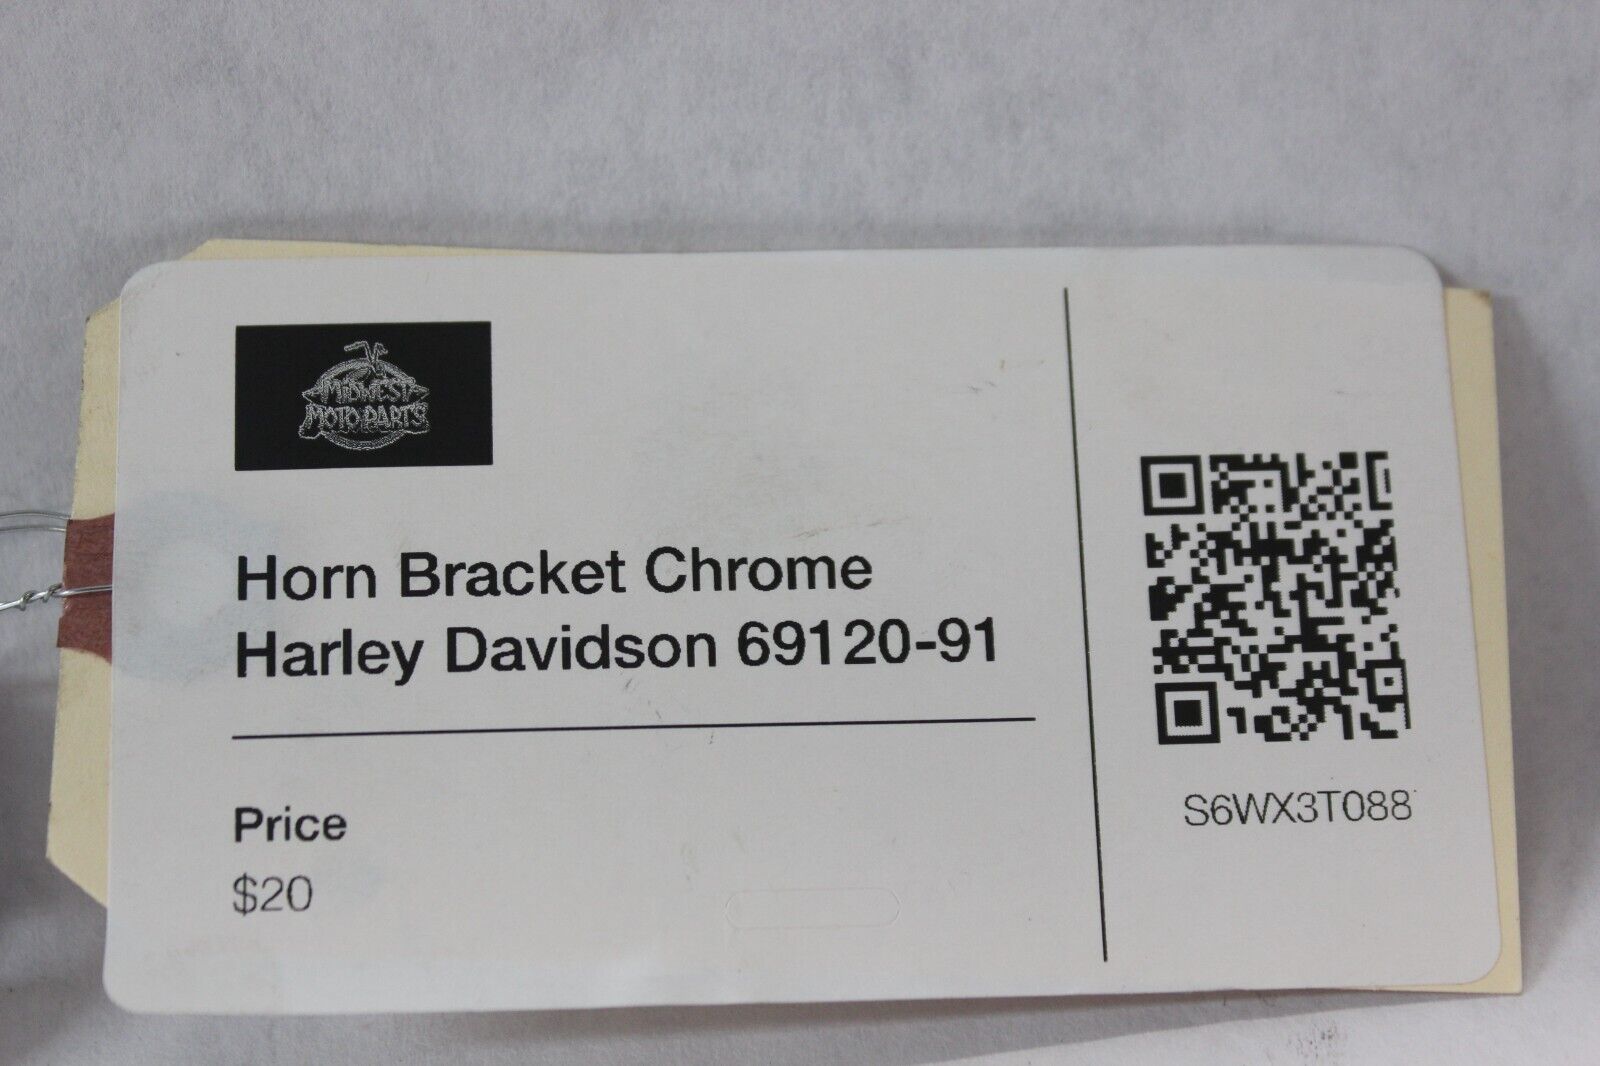 MIDWEST
MOTO PARTS
Horn Bracket Chrome
Harley Davidson 69120-91
Price
$20
S6WX3T088